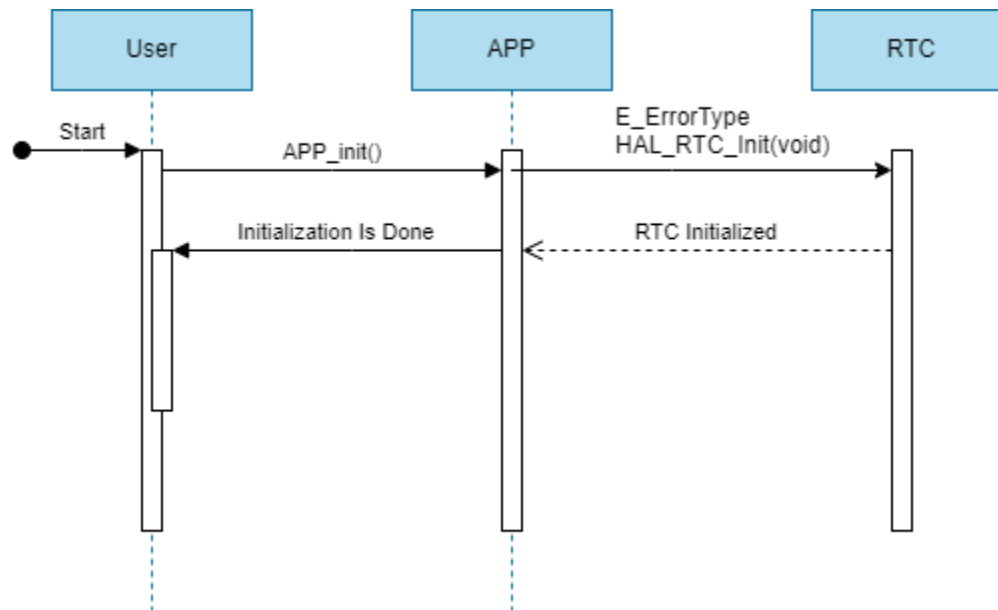 User
APP
RTC
Start
APP_init()
E_ErrorType
HAL_RTC_Init(void)
Initialization Is Done
RTC Initialized